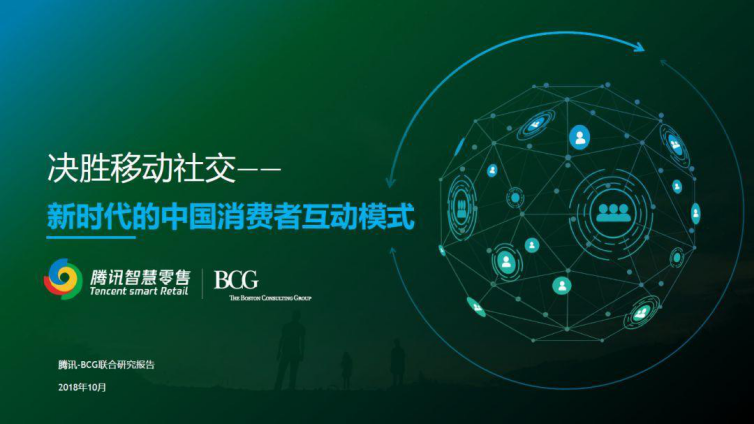 决胜移动社交——
新时代的中国消费者互动模式
腾讯智慧零售
Tencent smart Retail
BCG
THE BOSTON CONSULTING GROUP
腾讯-BCG联合研究报告
2018年10月